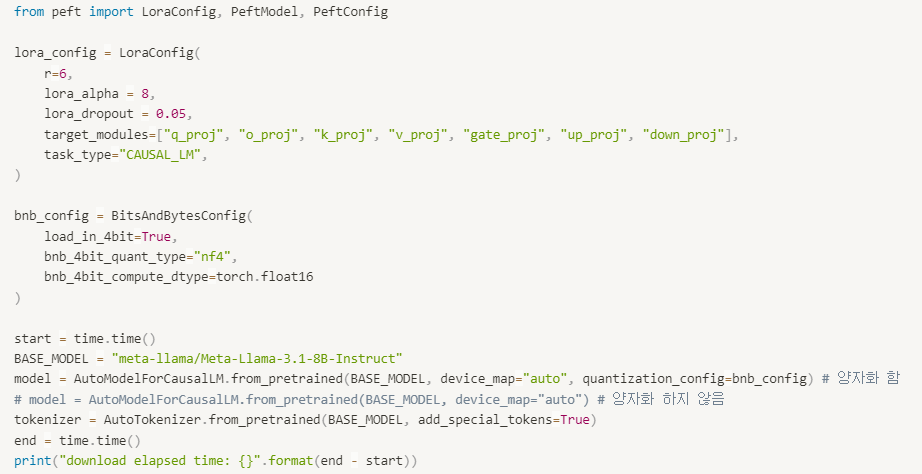 from peft import LoraConfig, PeftModel, PeftConfig

lora_config = LoraConfig(
    r=6,
    lora_alpha = 8,
    lora_dropout = 0.05,
    target_modules=["q_proj", "o_proj", "k_proj", "v_proj", "gate_proj", "up_proj", "down_proj"],
    task_type="CAUSAL_LM",
)

bnb_config = BitsAndBytesConfig(
    load_in_4bit=True,
    bnb_4bit_quant_type="nf4",
    bnb_4bit_compute_dtype=torch.float16
)

start = time.time()
BASE_MODEL = "meta-llama/Meta-Llama-3.1-8B-Instruct"
model = AutoModelForCausalLM.from_pretrained(BASE_MODEL, device_map="auto", quantization_config=bnb_config) # 양자화 함
# model = AutoModelForCausalLM.from_pretrained(BASE_MODEL, device_map="auto") # 양자화 하지 않음
tokenizer = AutoTokenizer.from_pretrained(BASE_MODEL, add_special_tokens=True)
end = time.time()
print("download elapsed time: {}".format(end - start))